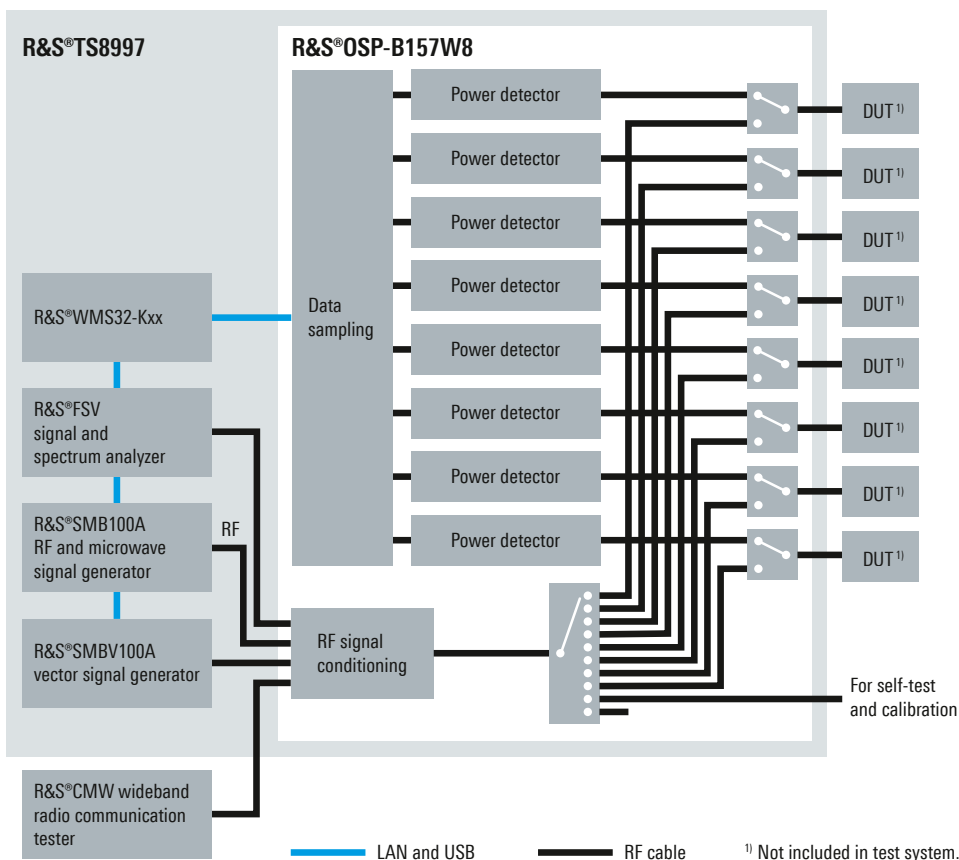 R&S®TS8997
R&S®OSP-B157W8
R&S®WMS32-Kxx
R&S®FSV
signal and
spectrum analyzer
R&S®SMB100A
RF and microwave
signal generator
RF
R&S®SMBV100A
vector signal generator
R&S®CMW wideband
radio communication
tester
Data
sampling
Power detector
Power detector
Power detector
Power detector
Power detector
Power detector
Power detector
Power detector
RF signal
conditioning
DUT 1)
DUT 1)
DUT 1)
DUT 1)
DUT 1)
DUT 1)
DUT 1)
DUT 1)
For self-test
and calibration
LAN and USB
RF cable
1) Not included in test system.